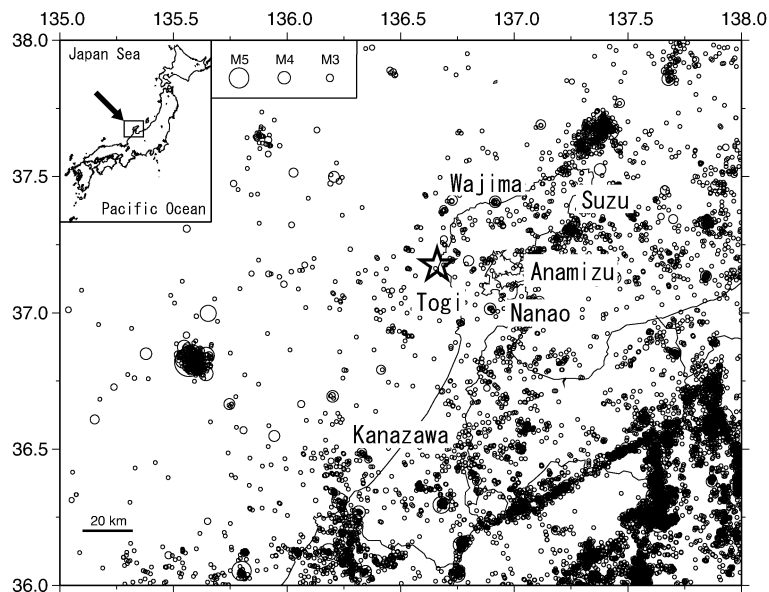 135.0 135.5 136.0 136.5 137.0 137.5 138.0
38.0
37.5
37.0
36.5
36.0
Japan Sea
Pacific Ocean
M5 M4 M3
Wajima
Suzu
Anamizu
Togi
Nanao
Kanazawa
20 km